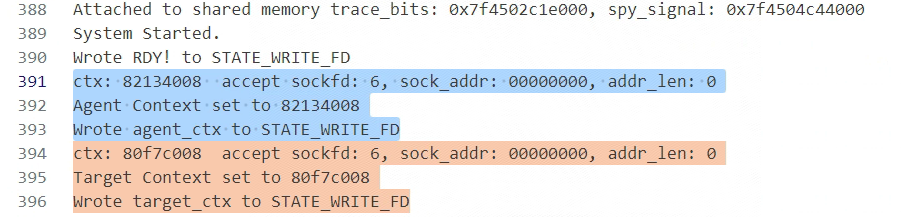 388 Attached to shared memory trace_bits: 0x7f4502c1e000, spy_signal: 0x7f4504c44000
389 System Started.
390 Wrote RDY! to STATE_WRITE_FD
391 ctx: 82134008  accept sockfd: 6, sock_addr: 00000000, addr_len: 0
392 Agent Context set to 82134008
393 Wrote agent_ctx to STATE_WRITE_FD
394 ctx: 80f7c008  accept sockfd: 6, sock_addr: 00000000, addr_len: 0
395 Target Context set to 80f7c008
396 Wrote target_ctx to STATE_WRITE_FD